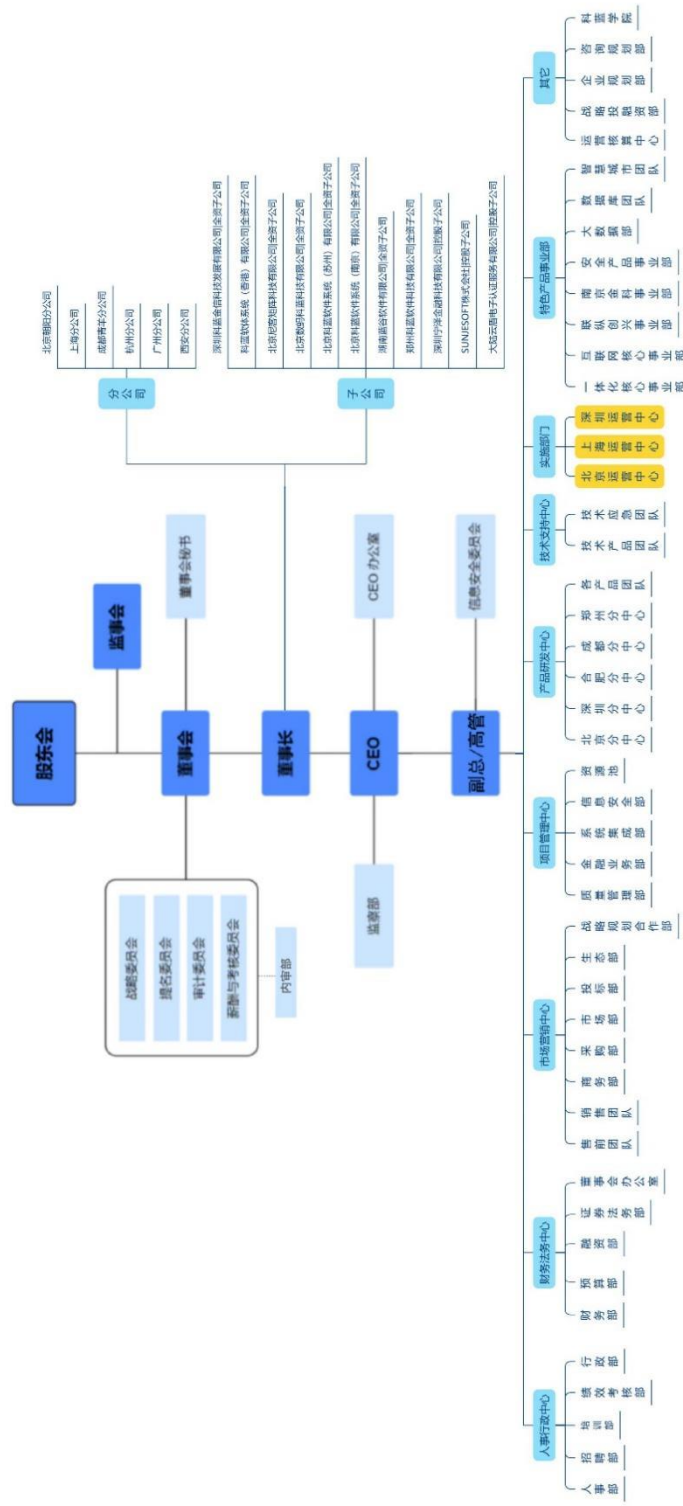 股东会
监事会
董事会
董事会秘书
战略委员会
提名委员会
审计委员会
薪酬与考核委员会
内审部
董事长
分公司
北京朝阳分公司
上海分公司
成都青羊分公司
杭州分公司
广州分公司
西安分公司
子公司
深圳科蓝金信科技发展有限公司|全资子公司
科蓝软体系统（香港）有限公司|全资子公司
北京尼客矩阵科技有限公司|全资子公司
北京数蚂科蓝科技有限公司|全资子公司
北京科蓝软件系统（苏州）有限公司|全资子公司
北京科蓝软件系统（南京）有限公司|全资子公司
湖南蓝谷软件有限公司|全资子公司
郑州科蓝软件科技有限公司|全资子公司
深圳宁泽金融科技有限公司|控股子公司
SUNJESOFT株式会社|控股子公司
大陆云盾电子认证服务有限公司|控股子公司
CEO
CEO 办公室
监察部
副总/高管
信息安全委员会
人事行政中心
人事部
招聘部
培训部
绩效考核部
行政部
财务法务中心
财务部
预算部
融资部
证券法务部
董事会办公室
市场营销中心
售前团队
销售团队
商务部
采购部
市场部
投标部
生态部
战略规划合作部
项目管理中心
质量管理部
金融业务部
系统集成部
信息安全部
资源池
产品研发中心
北京分中心
深圳分中心
合肥分中心
成都分中心
郑州分中心
各产品团队
技术支持中心
技术产品团队
技术应急团队
实施部门
北京运营中心
上海运营中心
深圳运营中心
特色产品事业部
一体化核心事业部
互联网核心事业部
联纵创兴事业部
南京金科事业部
安全产品事业部
大数据部
数据库团队
智慧城市团队
其它
运营核算中心
战略投融资部
企业规划部
咨询规划部
科蓝学院